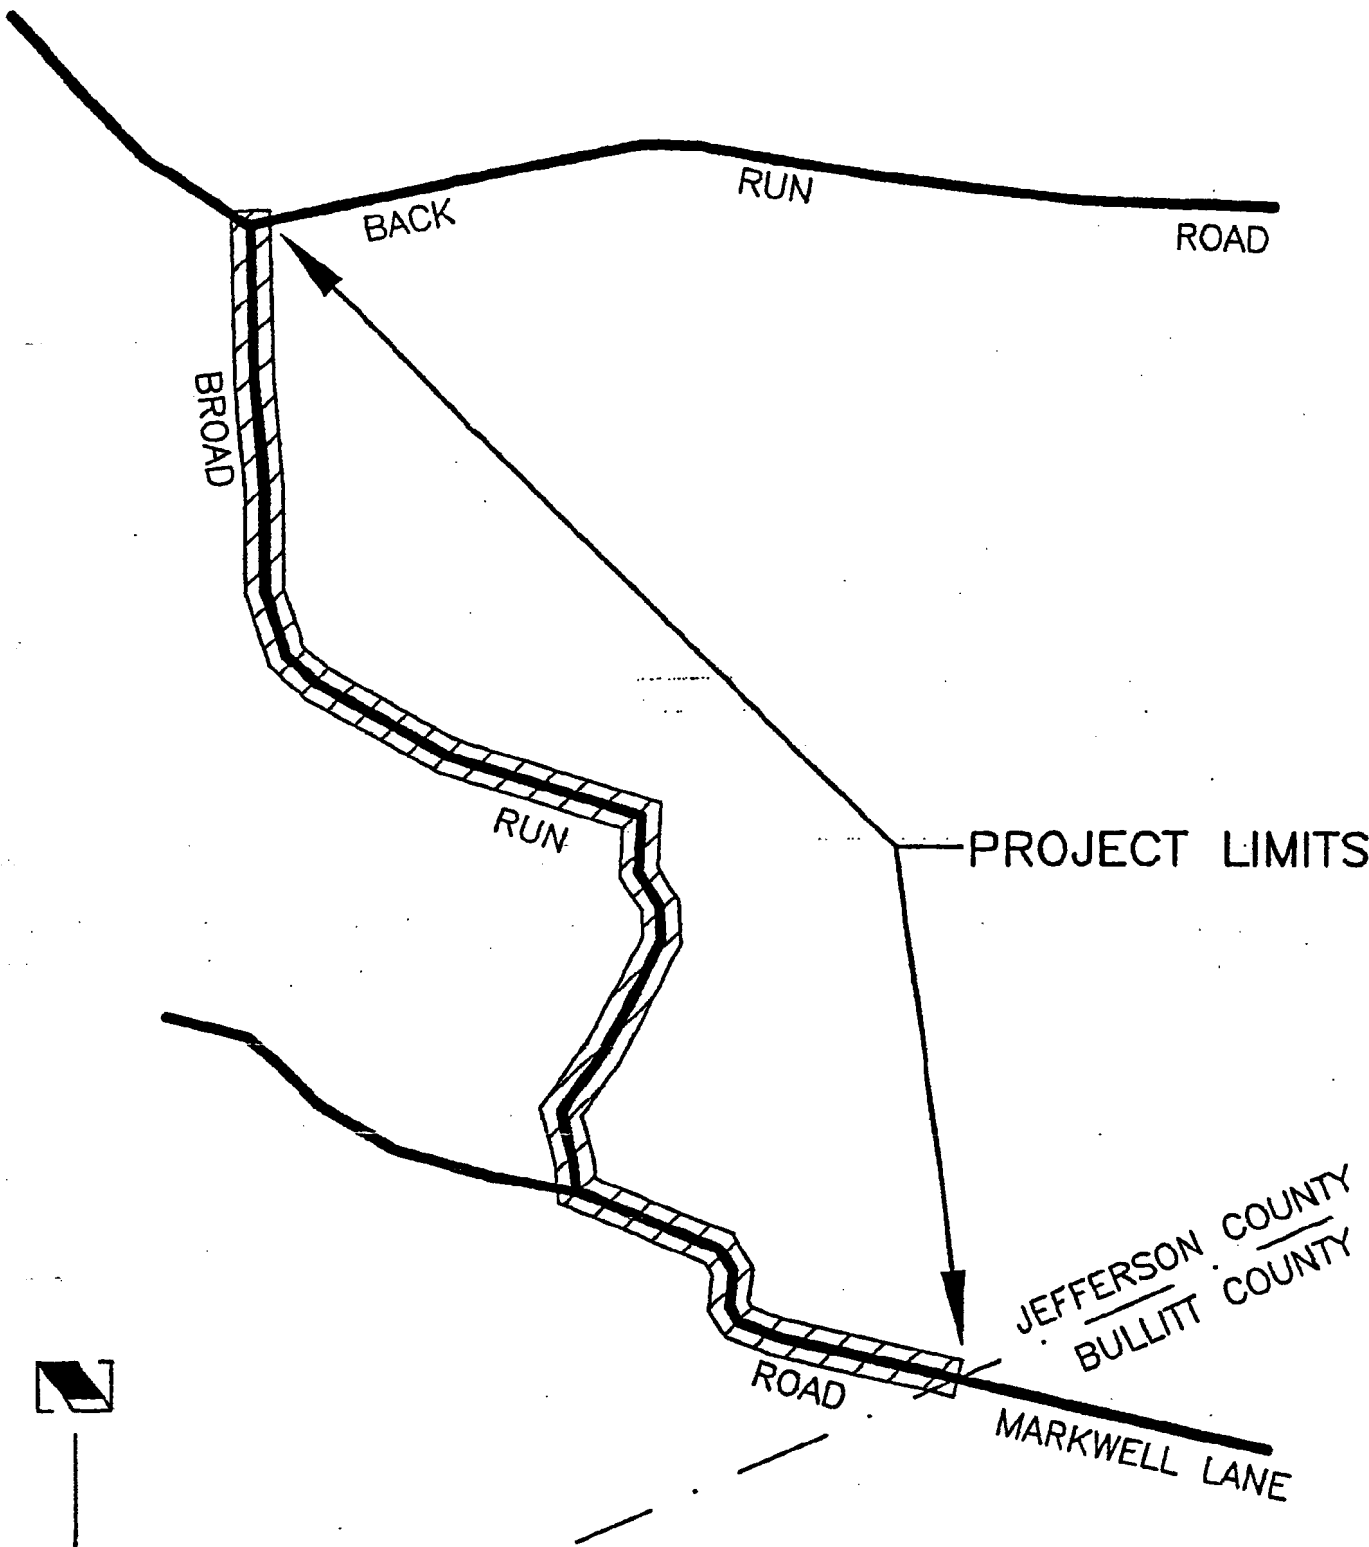 BACK RUN ROAD
BROAD RUN ROAD
PROJECT LIMITS
JEFFERSON COUNTY
BULLITT COUNTY
MARKWELL LANE
N